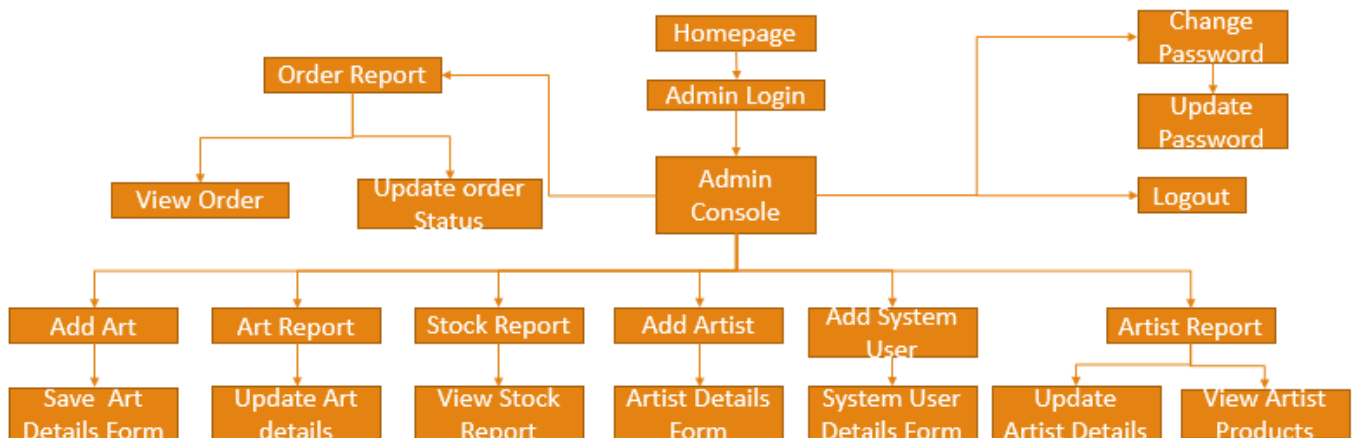 Homepage
Change
Password
Order Report
Admin Login
Update
Password
View Order
Update order
Status
Admin
Console
Logout
Add Art
Art Report
Stock Report
Add Artist
Add System
User
Artist Report
Save Art
Details Form
Update Art
details
View Stock
Report
Artist Details
Form
System User
Details Form
Update
Artist Details
View Artist
Products